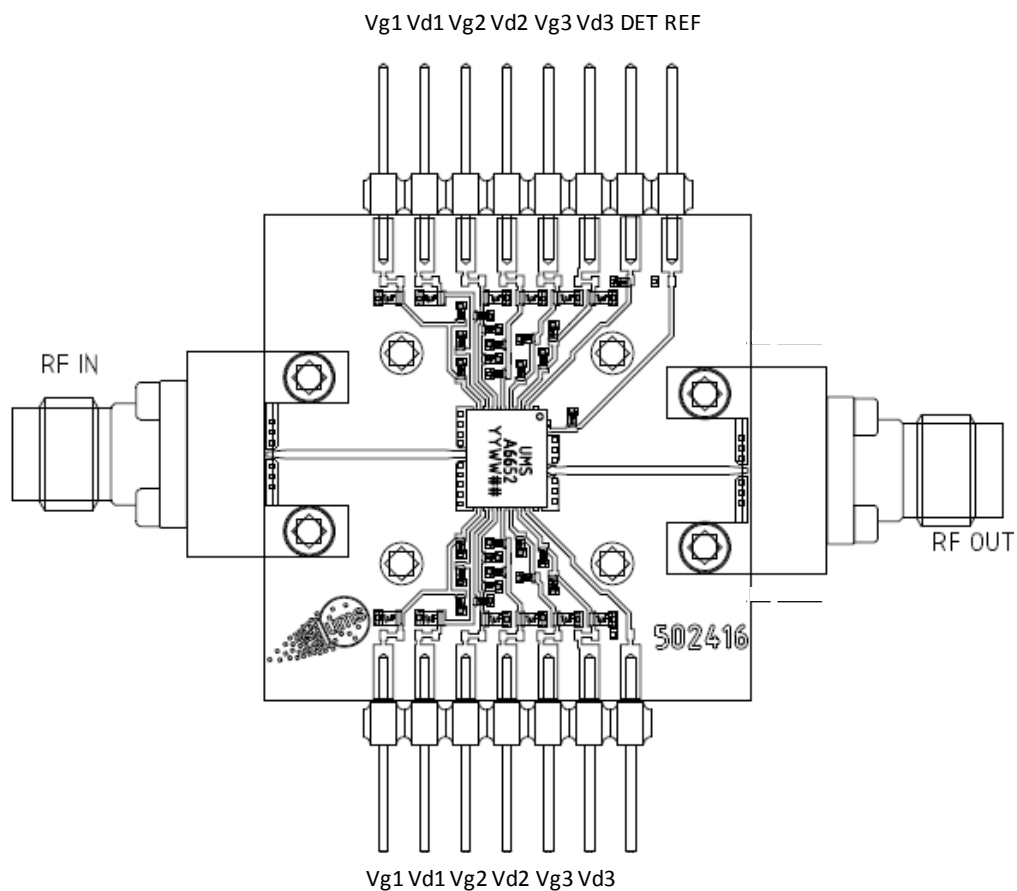 Vg1 Vd1 Vg2 Vd2 Vg3 Vd3 DET REF
RF IN
UMS
A6652
YYWW##
RF OUT
ums
502416
Vg1 Vd1 Vg2 Vd2 Vg3 Vd3